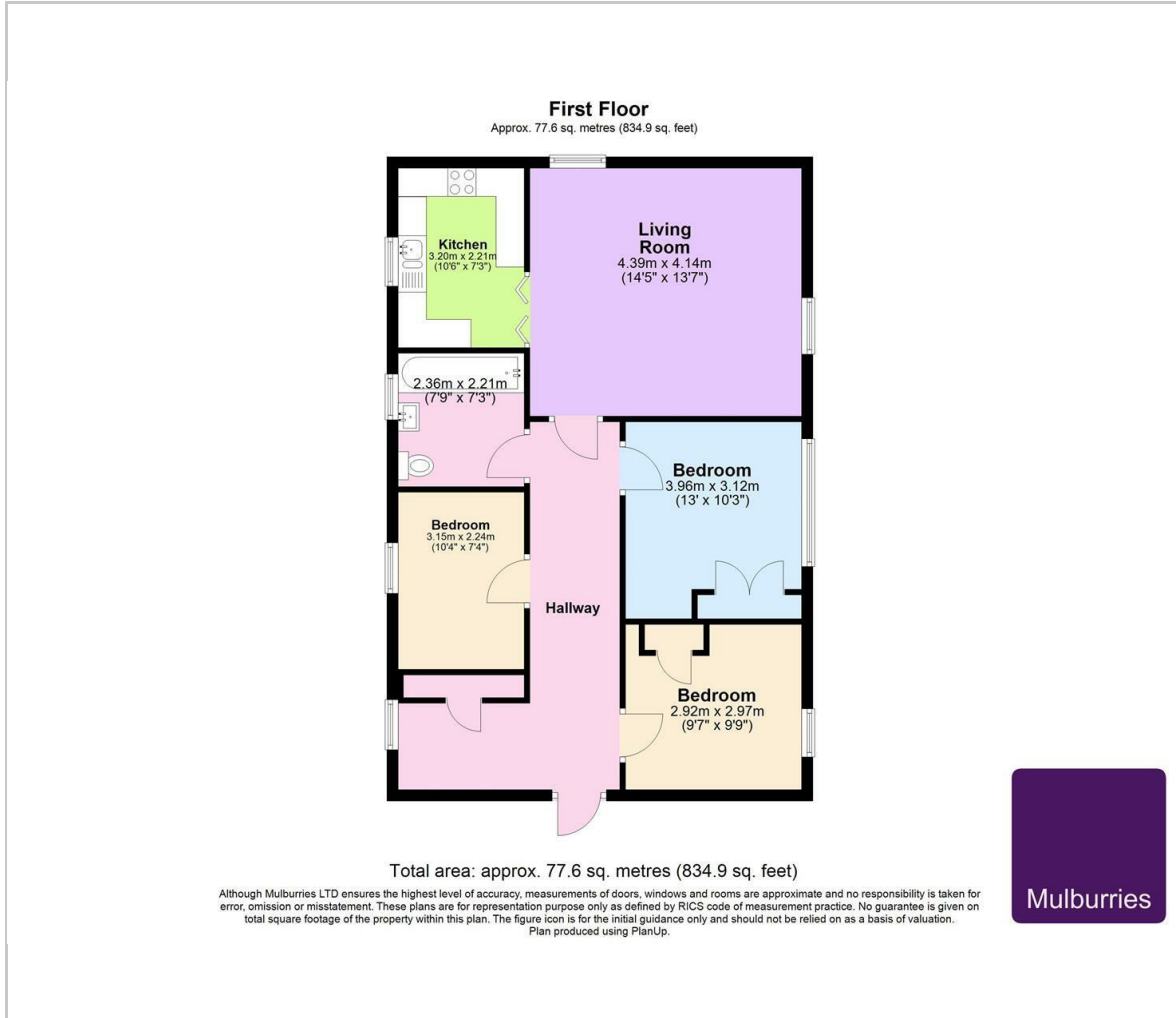 First Floor
Approx. 77.6 sq. metres (834.9 sq. feet)
Kitchen
3.20m x 2.21m
(10'6" x 7'3")
Living
Room
4.39m x 4.14m
(14'5" x 13'7")
2.36m x 2.21m
(7'9" x 7'3")
Bedroom
3.96m x 3.12m
(13' x 10'3")
Bedroom
3.15m x 2.24m
(10'4" x 7'4")
Hallway
Bedroom
2.92m x 2.97m
(9'7" x 9'9")
Total area: approx. 77.6 sq. metres (834.9 sq. feet)
Although Mulburries LTD ensures the highest level of accuracy, measurements of doors, windows and rooms are approximate and no responsibility is taken for
error, omission or misstatement. These plans are for representation purpose only as defined by RICS code of measurement practice. No guarantee is given on
total square footage of the property within this plan. The figure icon is for the initial guidance only and should not be relied on as a basis of valuation.
Plan produced using PlanUp.
Mulburries